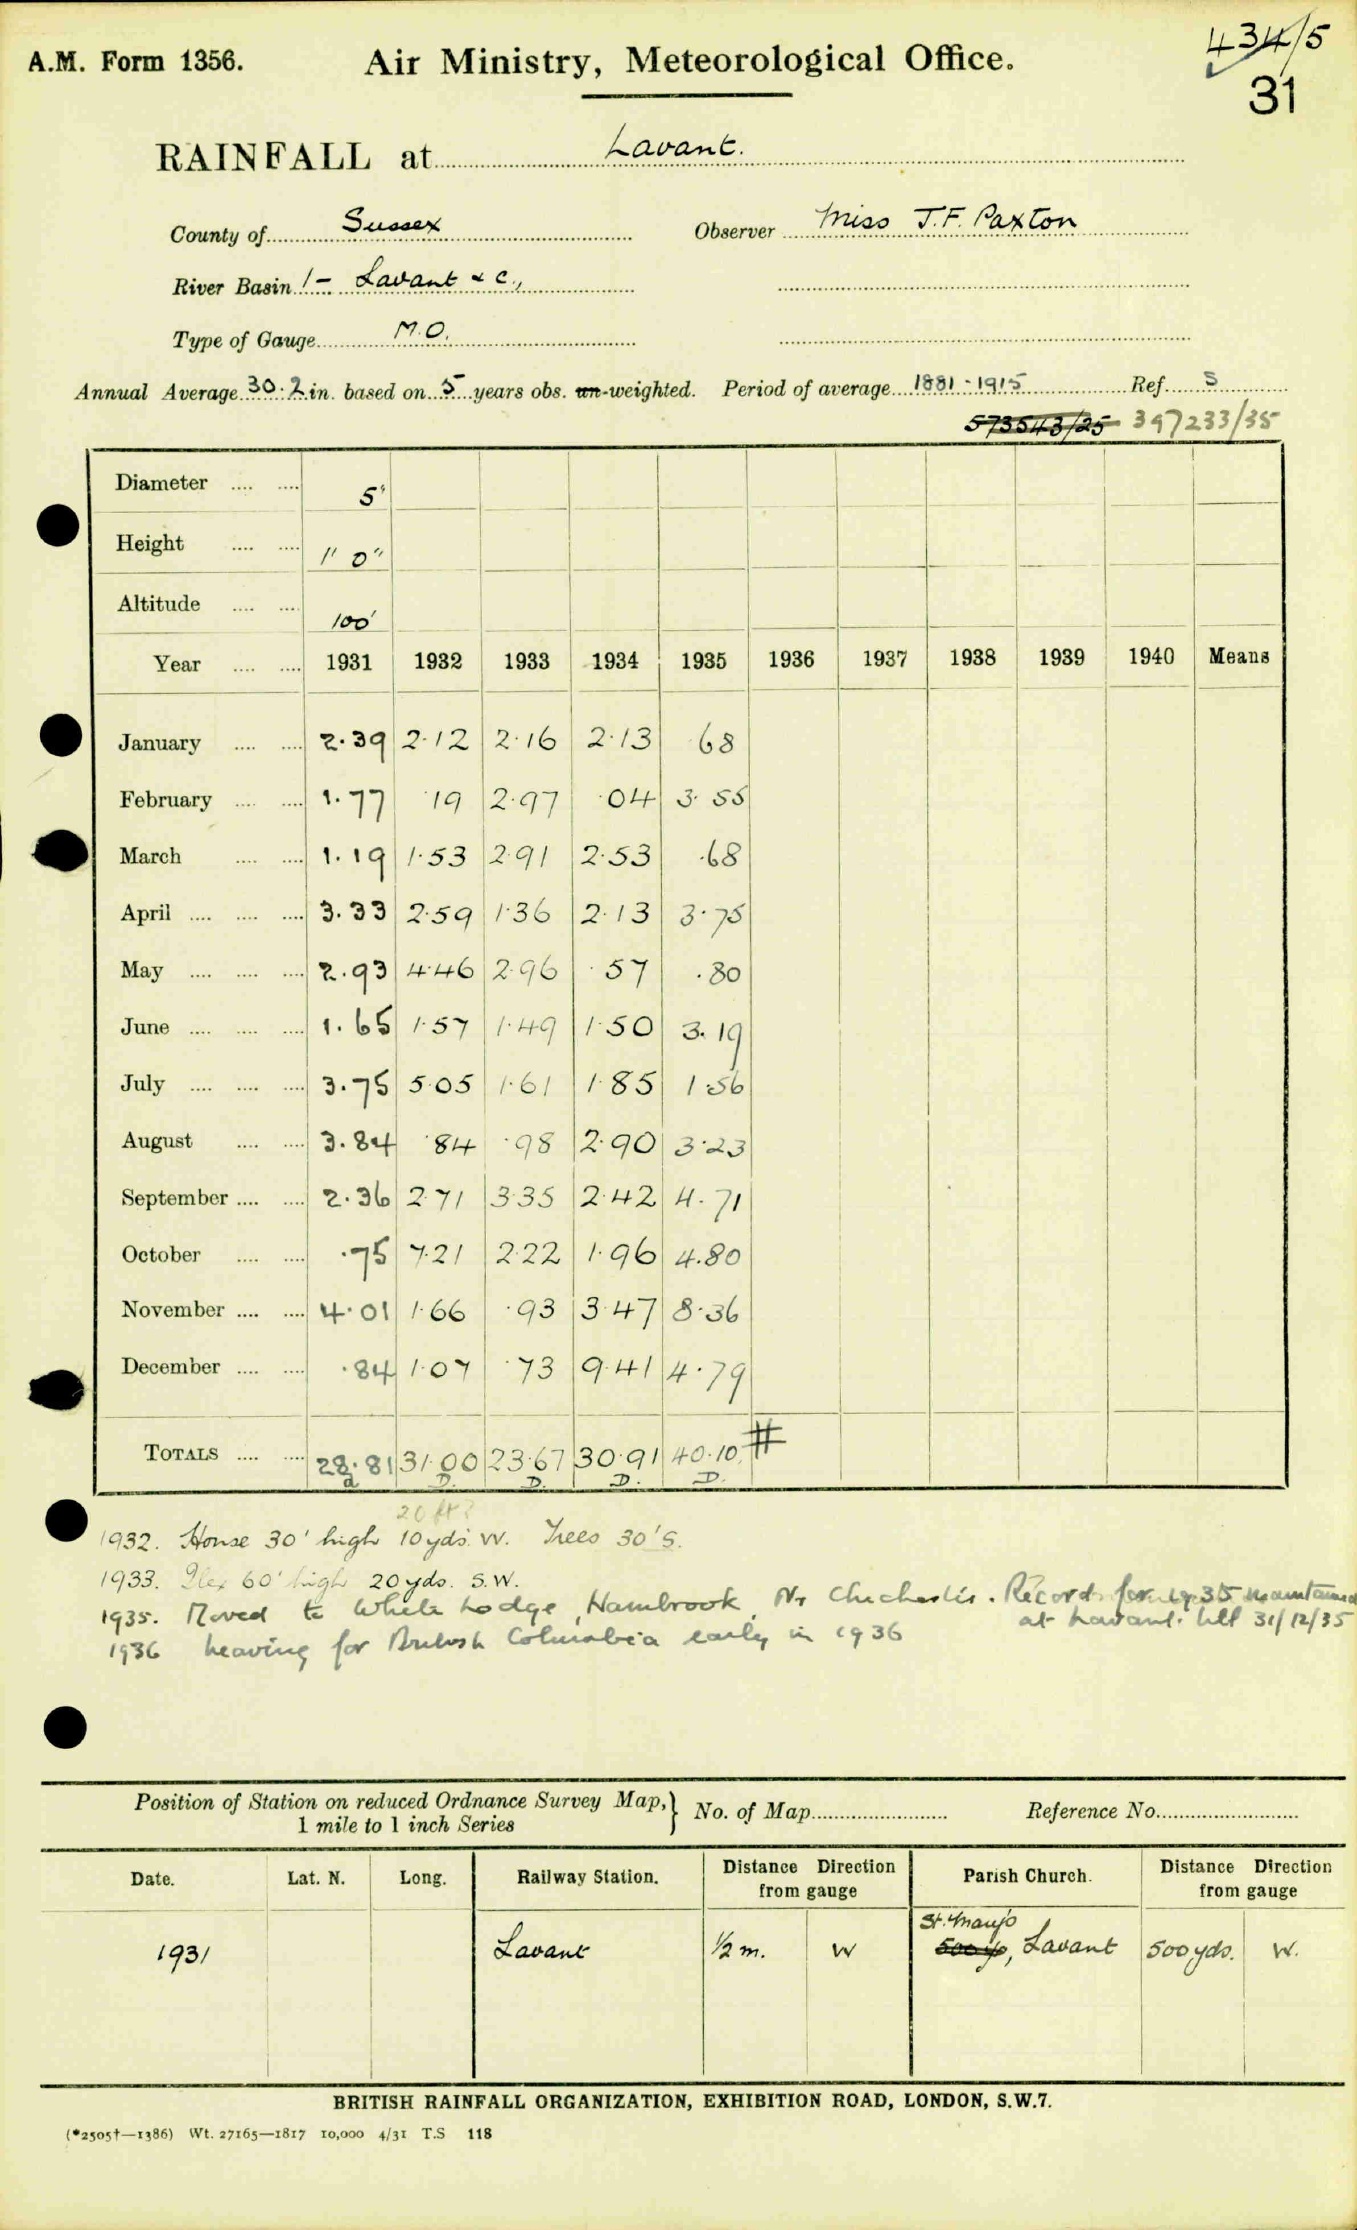 A.M. Form 1356.
Air Ministry, Meteorological Office.
434/5
31
RAINFALL at Lavant.
County of Sussex Observer Miss J.F. Paxton
River Basin 1- Lavant & c.,
Type of Gauge M.O.
Annual Average 30.2 in. based on 5 years obs. un-weighted. Period of average 1881-1915 Ref. S
573543/25 397233/35
Diameter .... .... 5"
Height .... .... 1" 0"
Altitude .... .... 100'
Year .... .... 1931 1932 1933 1934 1935 1936 1937 1938 1939 1940 Means
January .... .... 2.39 2.12 2.16 2.13 68
February .... .... 1.77 .19 2.97 .04 3.55
March .... .... 1.19 1.53 2.91 2.53 .68
April .... .... .... 3.33 2.59 1.36 2.13 3.75
May .... .... .... 2.93 4.46 2.96 .57 .80
June .... .... .... 1.65 1.57 1.49 1.50 3.19
July .... .... .... 3.75 5.05 1.61 1.85 1.56
August .... .... 3.84 .84 .98 2.90 3.23
September .... .... 2.36 2.71 3.35 2.42 4.71
October .... .... .75 7.21 2.22 1.96 4.80
November .... .... 4.01 1.66 .93 3.47 8.36
December .... .... .84 1.07 .73 9.41 4.79
TOTALS .... .... 28.81 31.00 23.67 30.91 40.10 #
a D. D. D. D.
20 ft?
1932. House 30' high 10yds. W. Trees 30' S.
1933. Ilex 60' high 20yds. S.W.
1935. Moved to White Lodge, Hambrook, Nr Chichester. Record for 1935 maintained
at Lavant till 31/12/35
1936 Leaving for British Columbia early in 1936
Position of Station on reduced Ordnance Survey Map, 1 mile to 1 inch Series } No. of Map Reference No.
Date. Lat. N. Long. Railway Station. Distance Direction from gauge Parish Church. Distance Direction from gauge
1931 Lavant ½ m. W St. Mary's, Lavant 500 yds. W.
BRITISH RAINFALL ORGANIZATION, EXHIBITION ROAD, LONDON, S.W.7.
(*2505†—1386) Wt. 27165—1817 10,000 4/31 T.S 118